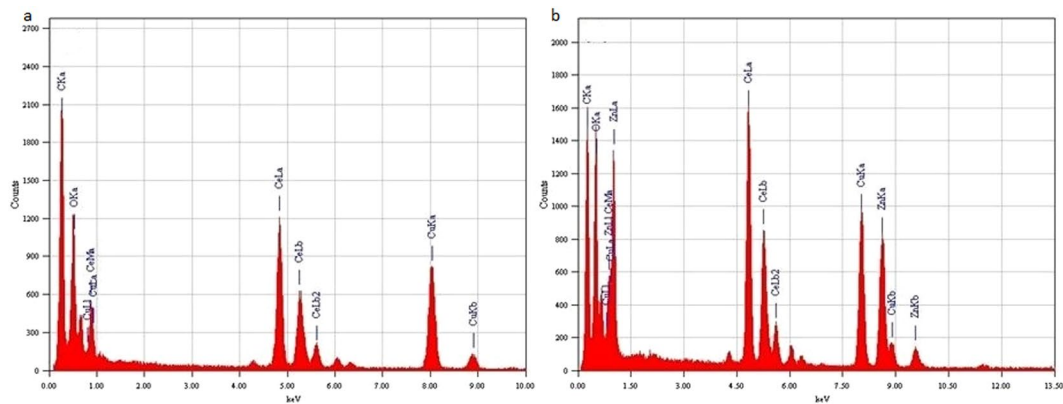 a
2700
2400
2100
1800
1500
1200
900
600
300
0
Counts
CKa
OKa
CuLl
CuLa
CeMa
CeLa
CeLb
CeLb2
CuKa
CuKb
0.00 1.00 2.00 3.00 4.00 5.00 6.00 7.00 8.00 9.00 10.00
keV
b
2000
1800
1600
1400
1200
1000
800
600
400
200
0
Counts
CKa
OKa
CuLl
CuLa
ZnLl
CeMa
ZnLa
CeLa
CeLb
CeLb2
CuKa
ZnKa
CuKb
ZnKb
0.00 1.50 3.00 4.50 6.00 7.50 9.00 10.50 12.00 13.50
keV